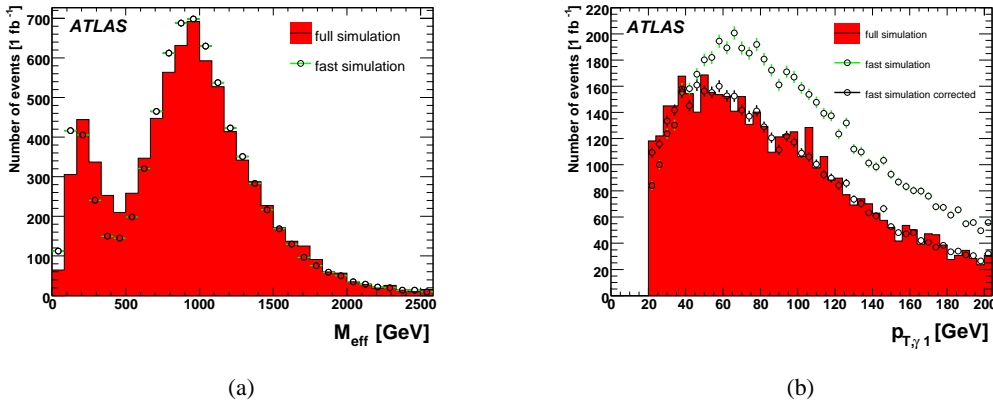 ATLAS
full simulation
fast simulation
Number of events [1 fb⁻¹]
700
600
500
400
300
200
100
0
0 500 1000 1500 2000 2500
M_eff [GeV]
(a)
ATLAS
full simulation
fast simulation
fast simulation corrected
Number of events [1 fb⁻¹]
220
200
180
160
140
120
100
80
60
40
20
0
0 20 40 60 80 100 120 140 160 180 200
p_T,γ 1 [GeV]
(b)